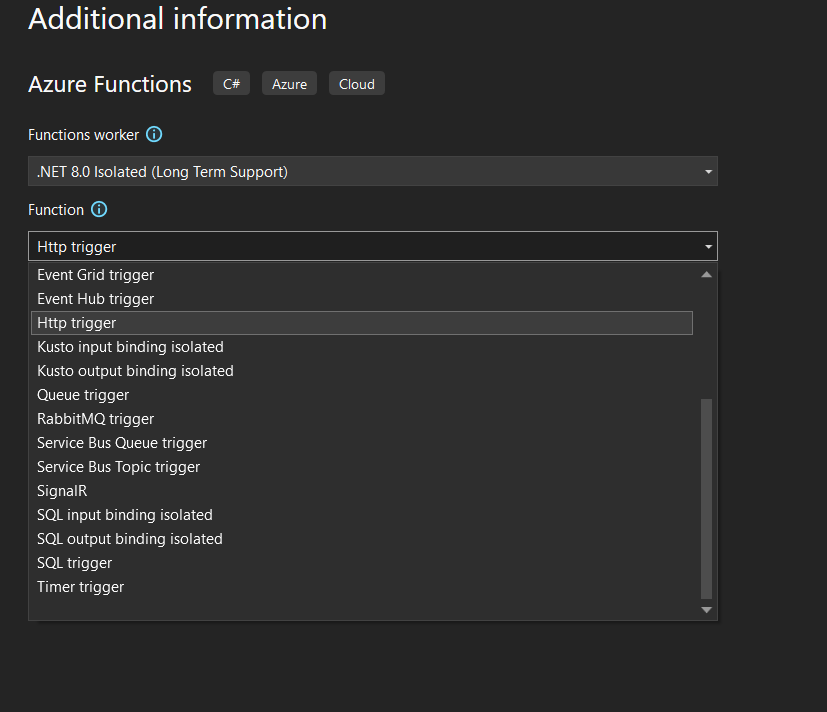 Additional information
Azure Functions C# Azure Cloud
Functions worker
.NET 8.0 Isolated (Long Term Support)
Function
Http trigger
Event Grid trigger
Event Hub trigger
Http trigger
Kusto input binding isolated
Kusto output binding isolated
Queue trigger
RabbitMQ trigger
Service Bus Queue trigger
Service Bus Topic trigger
SignalR
SQL input binding isolated
SQL output binding isolated
SQL trigger
Timer trigger